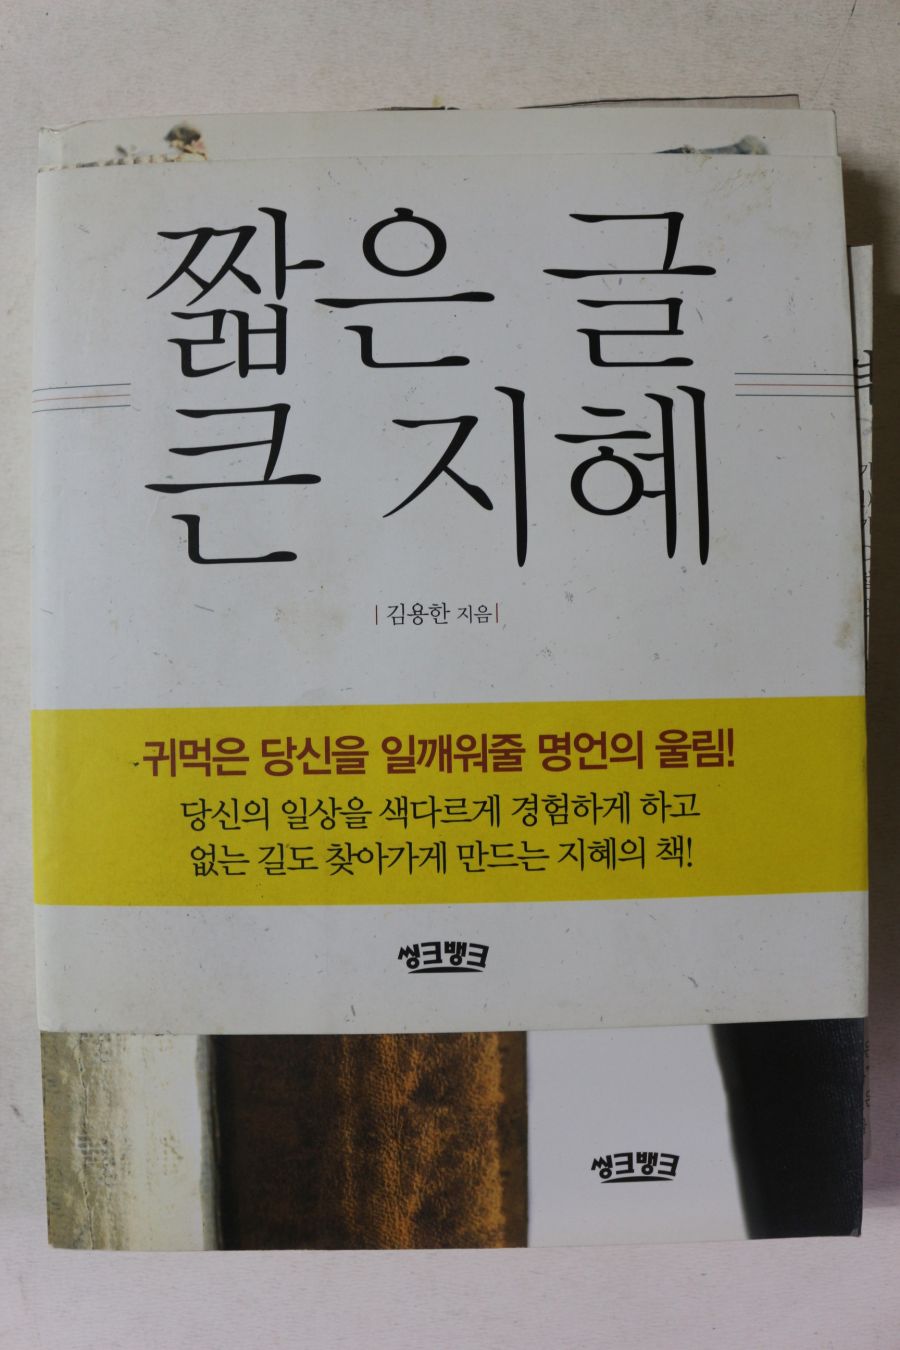 짧은 글
큰 지혜
| 김용한 지음 |
귀먹은 당신을 일깨워줄 명언의 울림!
당신의 일상을 색다르게 경험하게 하고
없는 길도 찾아가게 만드는 지혜의 책!
씽크뱅크
씽크뱅크